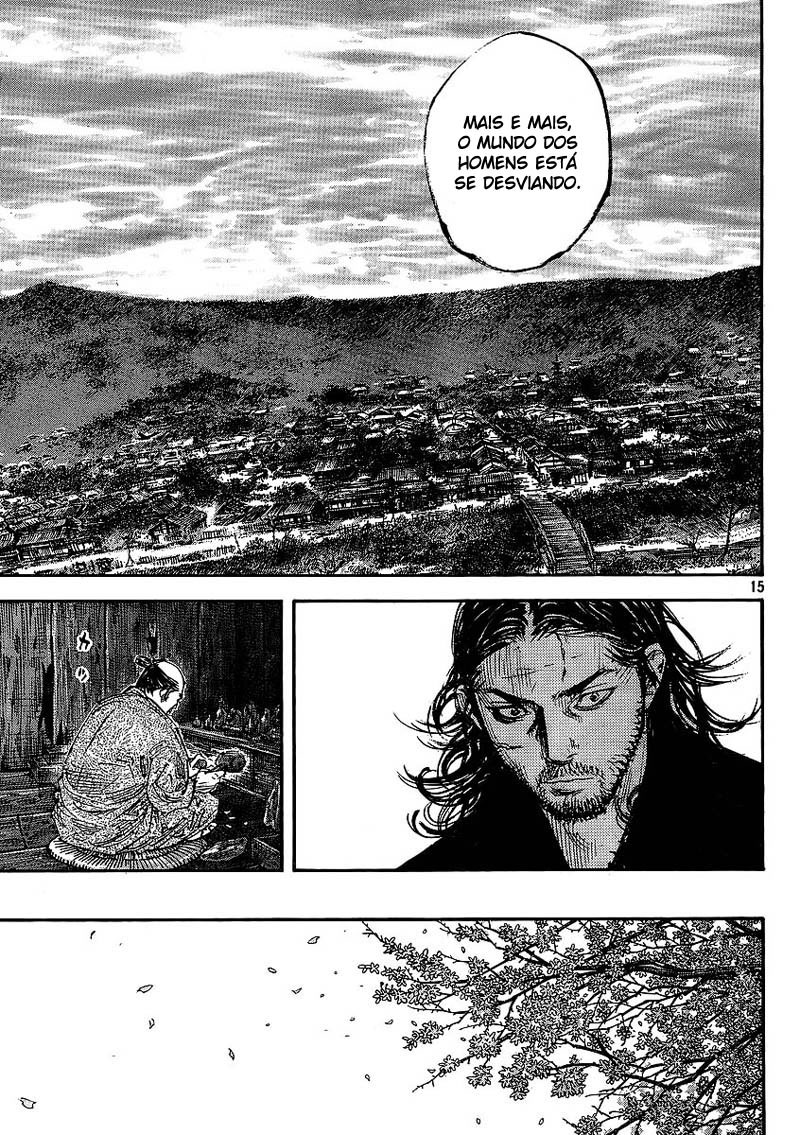 MAIS E MAIS,
O MUNDO DOS
HOMENS ESTÁ
SE DESVIANDO.
15